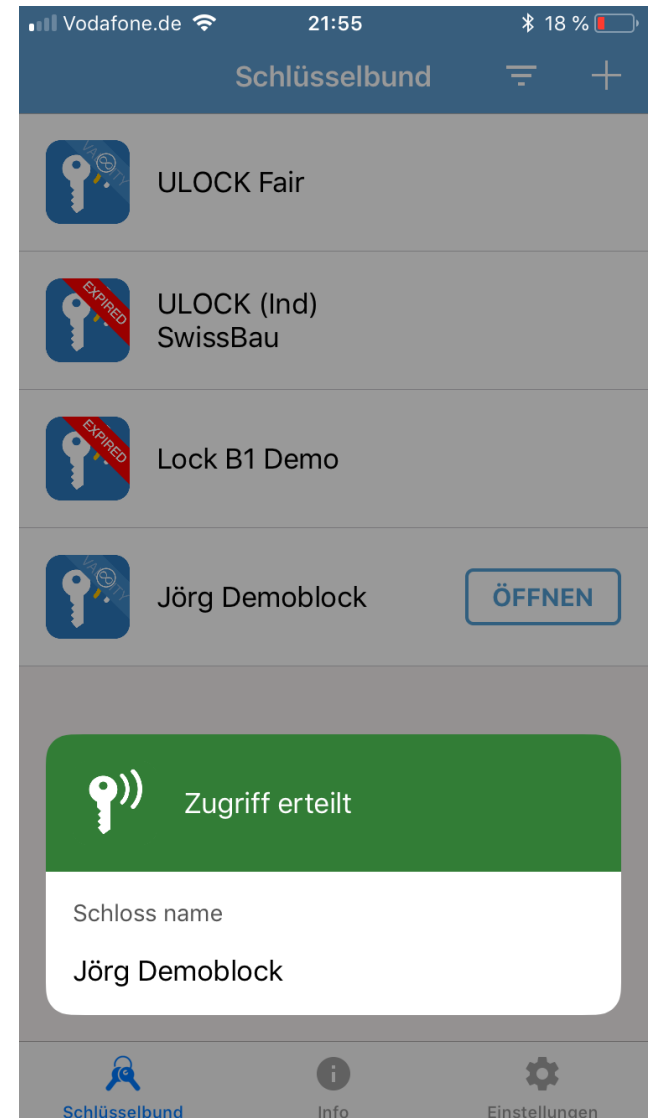 Vodafone.de 21:55 18 %
Schlüsselbund
ULOCK Fair
EXPIRED
ULOCK (Ind)
SwissBau
EXPIRED
Lock B1 Demo
Jörg Demoblock ÖFFNEN
Zugriff erteilt
Schloss name
Jörg Demoblock
Schlüsselbund Info Einstellungen